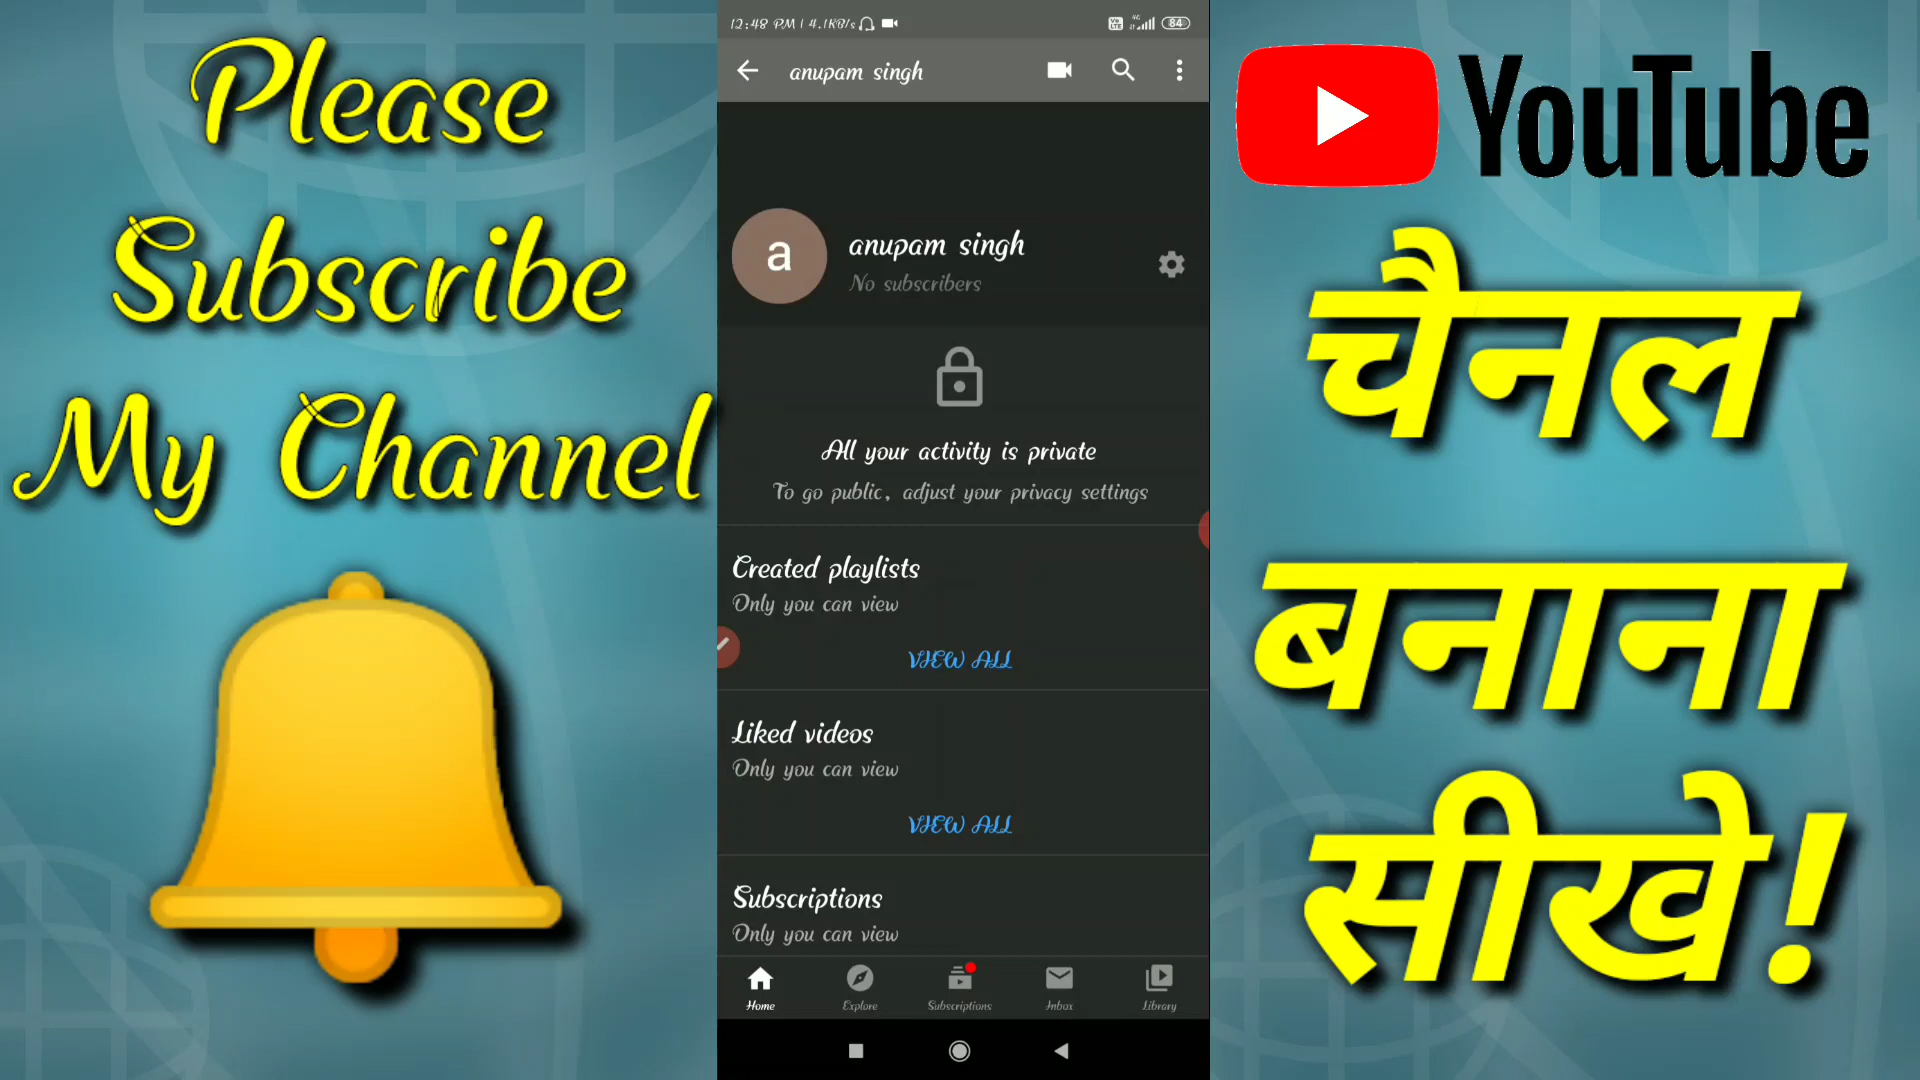 Please
Subscribe
My Channel
12:48 PM | 4.1KB/s
4G
84
anupam singh
a
anupam singh
No subscribers
All your activity is private
To go public, adjust your privacy settings
Created playlists
Only you can view
VIEW ALL
Liked videos
Only you can view
VIEW ALL
Subscriptions
Only you can view
Home
Explore
Subscriptions
Inbox
Library
YouTube
चैनल
बनाना
सीखे!